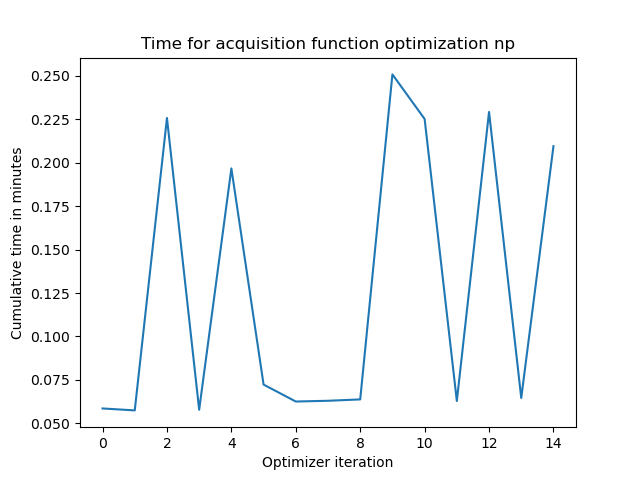 Time for acquisition function optimization np
Cumulative time in minutes
0.250
0.225
0.200
0.175
0.150
0.125
0.100
0.075
0.050
0 2 4 6 8 10 12 14
Optimizer iteration